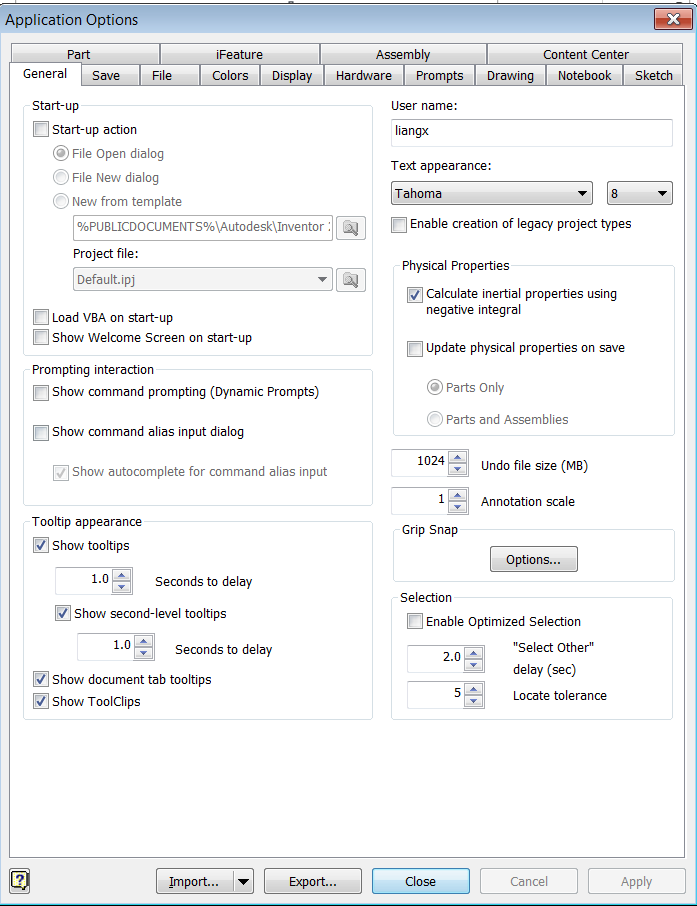 Application Options
Part
iFeature
Assembly
Content Center
General
Save
File
Colors
Display
Hardware
Prompts
Drawing
Notebook
Sketch
Start-up
Start-up action
File Open dialog
File New dialog
New from template
%PUBLICDOCUMENTS%\Autodesk\Inventor
Project file:
Default.ipj
Load VBA on start-up
Show Welcome Screen on start-up
Prompting interaction
Show command prompting (Dynamic Prompts)
Show command alias input dialog
Show autocomplete for command alias input
Tooltip appearance
Show tooltips
1.0
Seconds to delay
Show second-level tooltips
1.0
Seconds to delay
Show document tab tooltips
Show ToolClips
User name:
liangx
Text appearance:
Tahoma
8
Enable creation of legacy project types
Physical Properties
Calculate inertial properties using
negative integral
Update physical properties on save
Parts Only
Parts and Assemblies
1024
Undo file size (MB)
1
Annotation scale
Grip Snap
Options...
Selection
Enable Optimized Selection
2.0
"Select Other"
delay (sec)
5
Locate tolerance
?
Import...
Export...
Close
Cancel
Apply